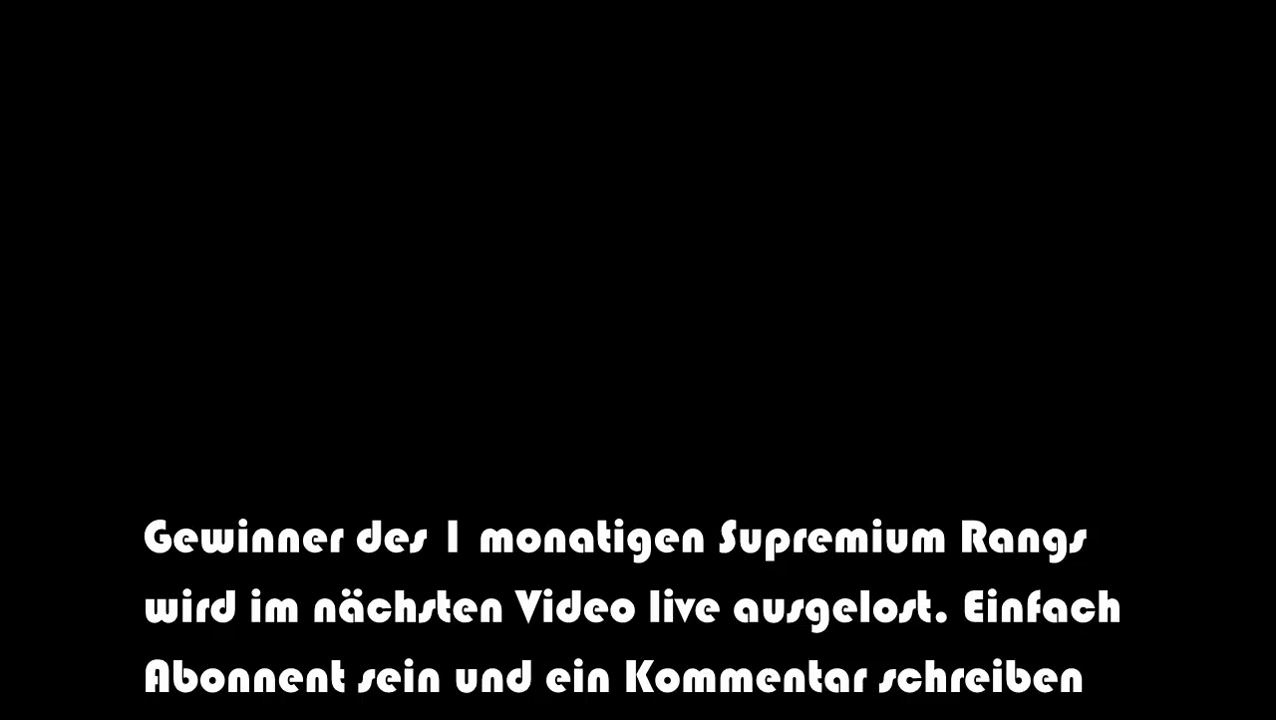 Gewinner des 1 monatigen Supremium Rangs
wird im nächsten Video live ausgelost. Einfach
Abonnent sein und ein Kommentar schreiben